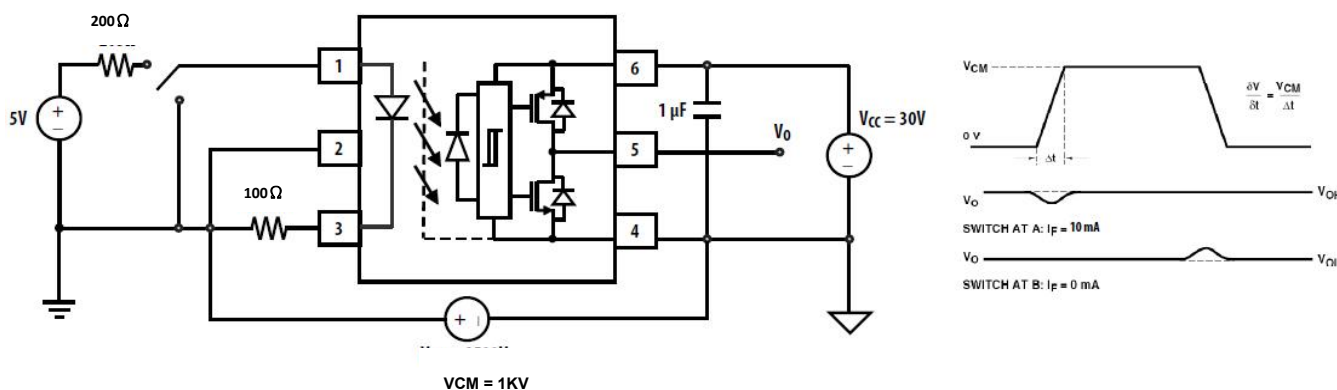 200Ω
5V
1
2
3
100Ω
6
5
4
1 µF
VO
VCC = 30V
VCM = 1KV
VCM
0 V
Δt
δV/δt = VCM/Δt
VO
VOH
SWITCH AT A: IF = 10 mA
VO
VOL
SWITCH AT B: IF = 0 mA